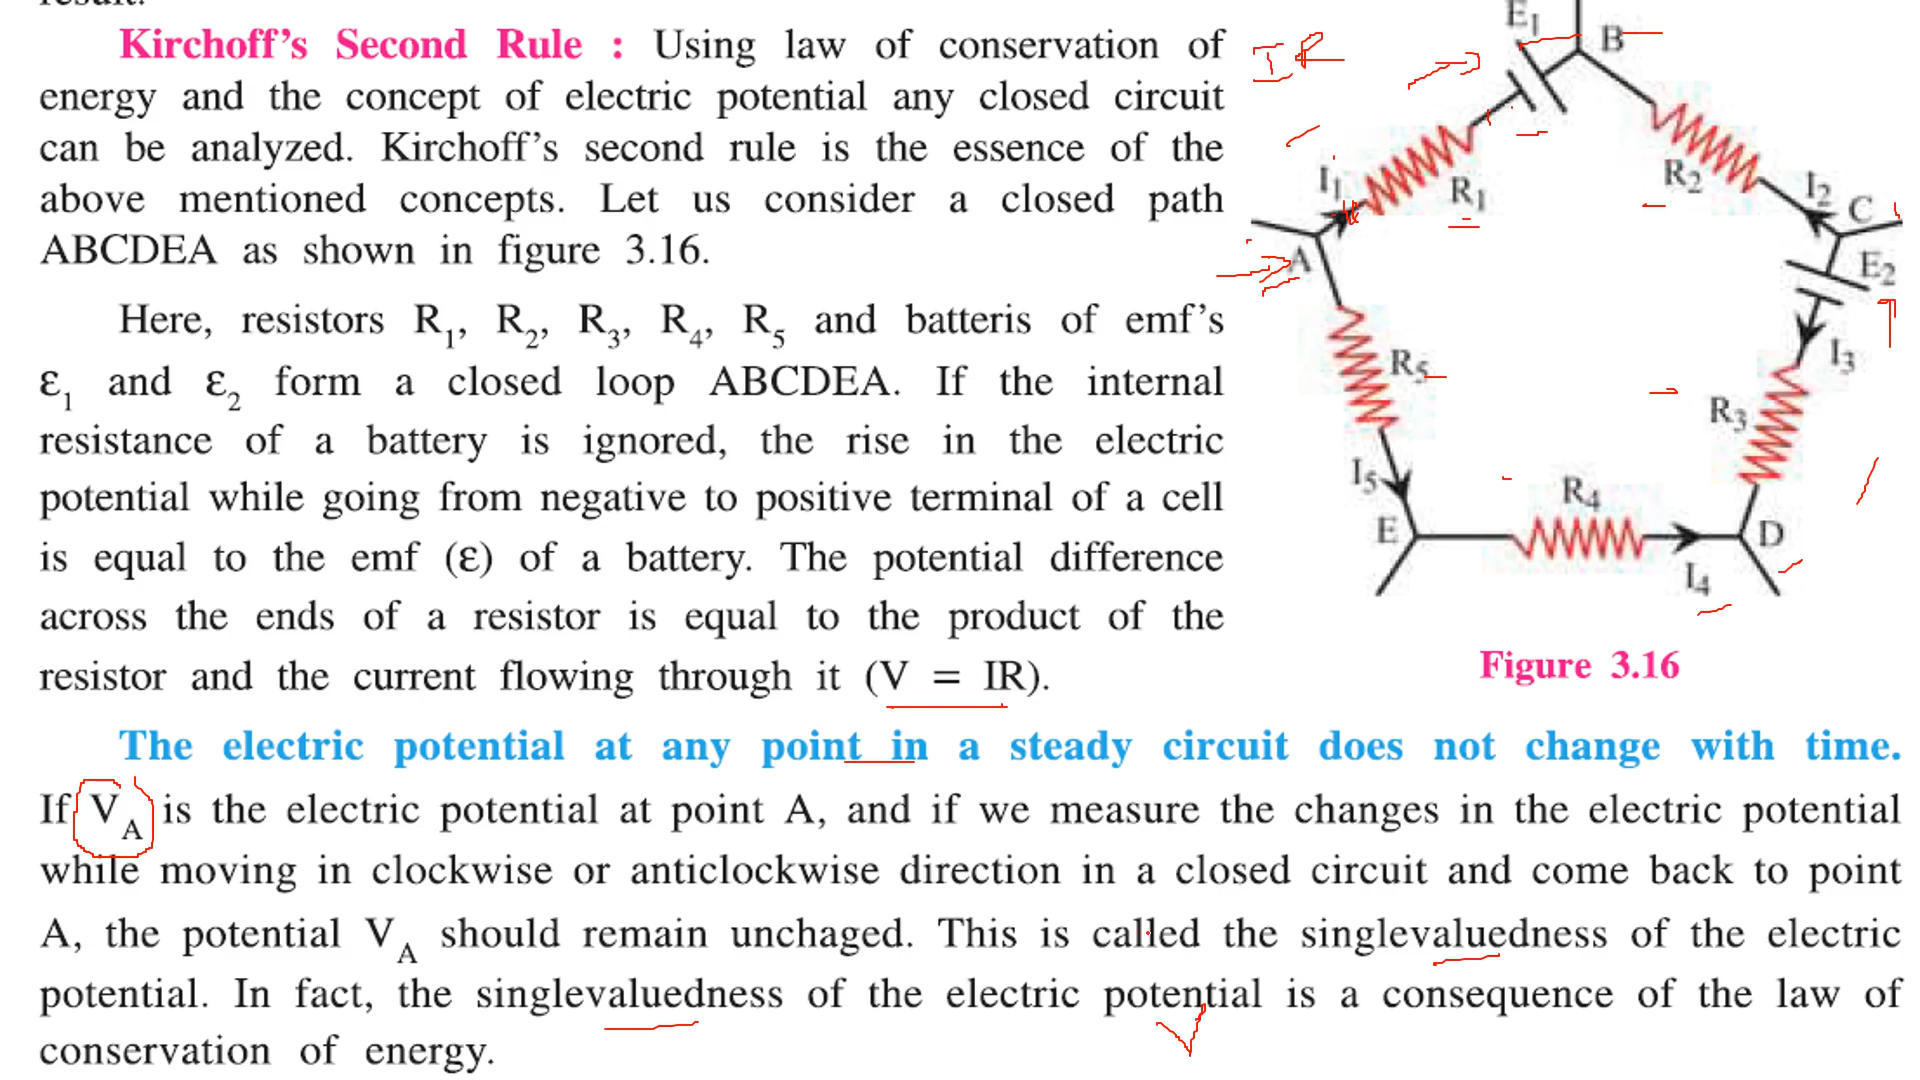 result.
Kirchoff's Second Rule : Using law of conservation of
energy and the concept of electric potential any closed circuit
can be analyzed. Kirchoff's second rule is the essence of the
above mentioned concepts. Let us consider a closed path
ABCDEA as shown in figure 3.16.
Here, resistors R₁, R₂, R₃, R₄, R₅ and batteris of emf's
ε₁ and ε₂ form a closed loop ABCDEA. If the internal
resistance of a battery is ignored, the rise in the electric
potential while going from negative to positive terminal of a cell
is equal to the emf (ε) of a battery. The potential difference
across the ends of a resistor is equal to the product of the
resistor and the current flowing through it (V = IR).
E₁
B
I₁
R₁
R₂
I₂
C
A
E₂
R₅
I₃
R₃
I₅
R₄
E
D
I₄
Figure 3.16
The electric potential at any point in a steady circuit does not change with time.
If V_A is the electric potential at point A, and if we measure the changes in the electric potential
while moving in clockwise or anticlockwise direction in a closed circuit and come back to point
A, the potential V_A should remain unchaged. This is called the singlevaluedness of the electric
potential. In fact, the singlevaluedness of the electric potential is a consequence of the law of
conservation of energy.